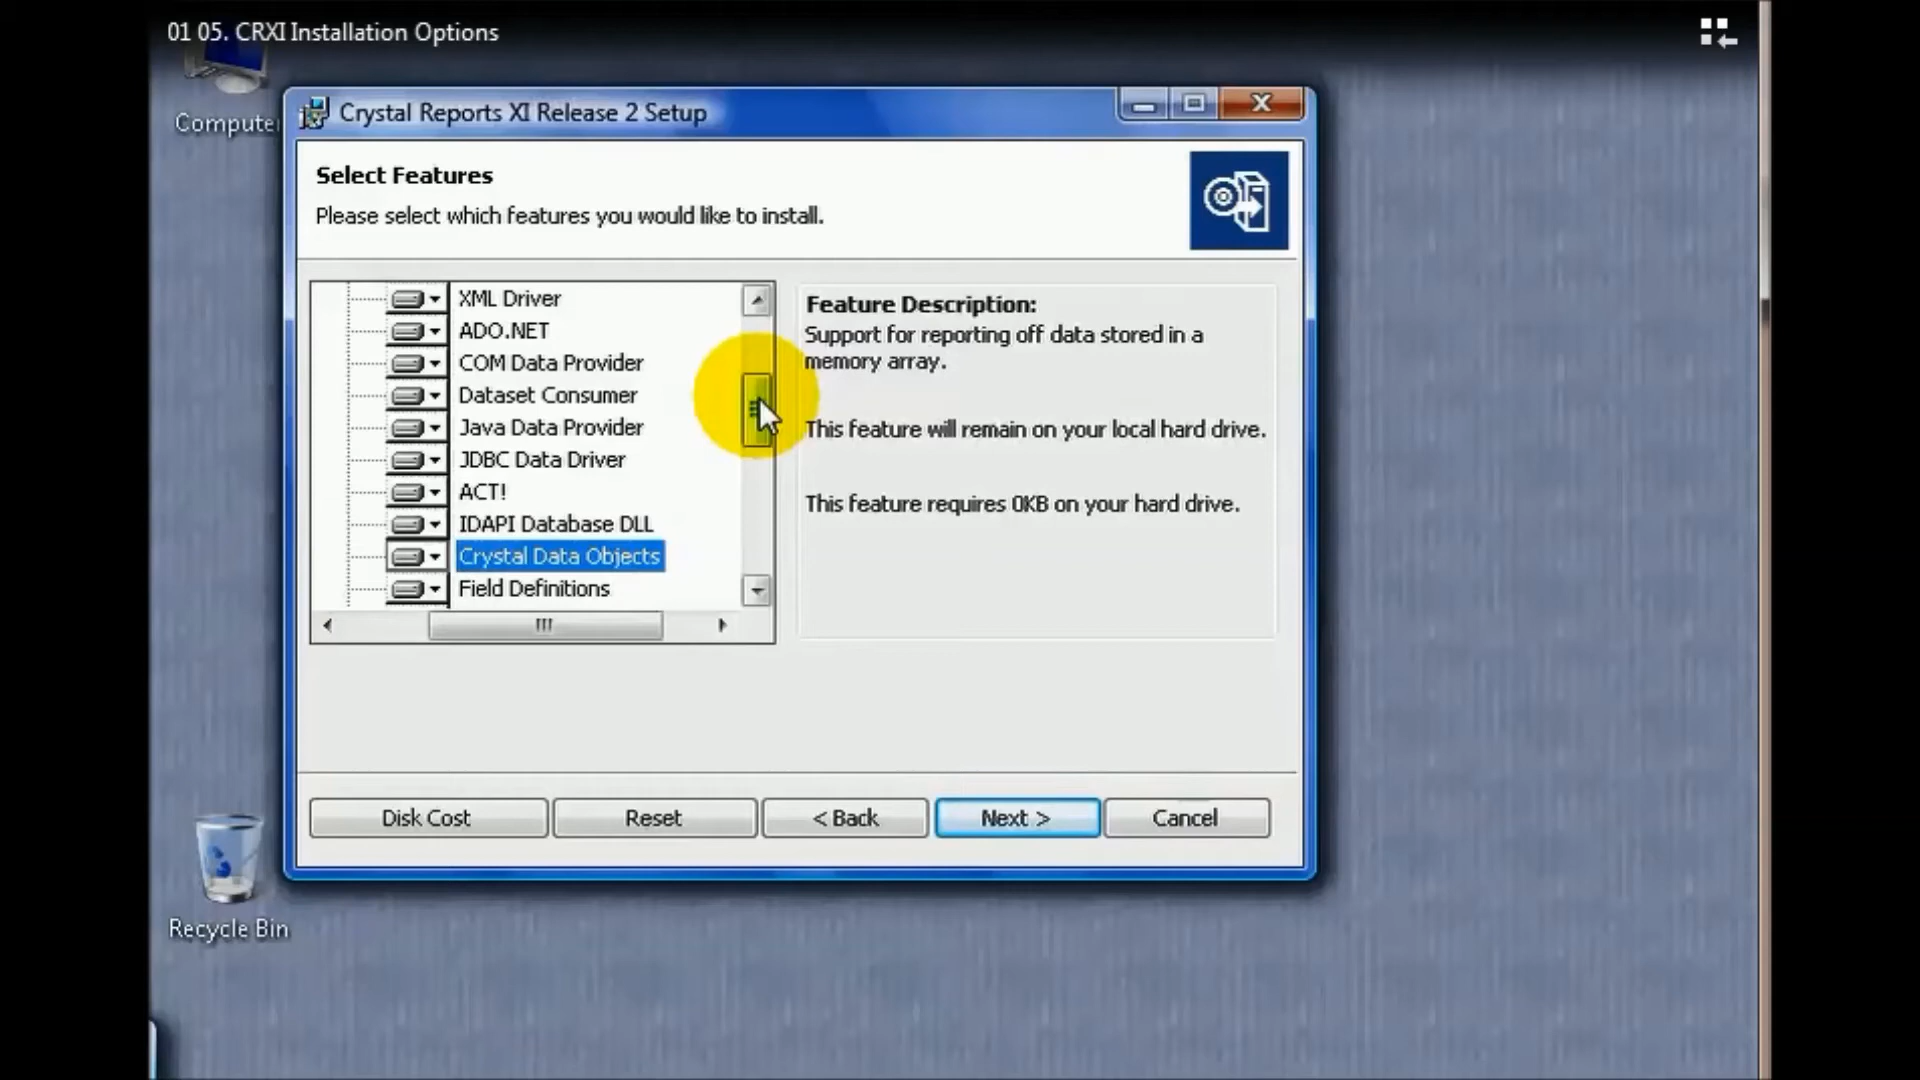 01 05. CRXI Installation Options
Computer
Crystal Reports XI Release 2 Setup
Select Features
Please select which features you would like to install.
XML Driver
ADO.NET
COM Data Provider
Dataset Consumer
Java Data Provider
JDBC Data Driver
ACT!
IDAPI Database DLL
Crystal Data Objects
Field Definitions
Feature Description:
Support for reporting off data stored in a
memory array.
This feature will remain on your local hard drive.
This feature requires 0KB on your hard drive.
Disk Cost
Reset
< Back
Next >
Cancel
Recycle Bin